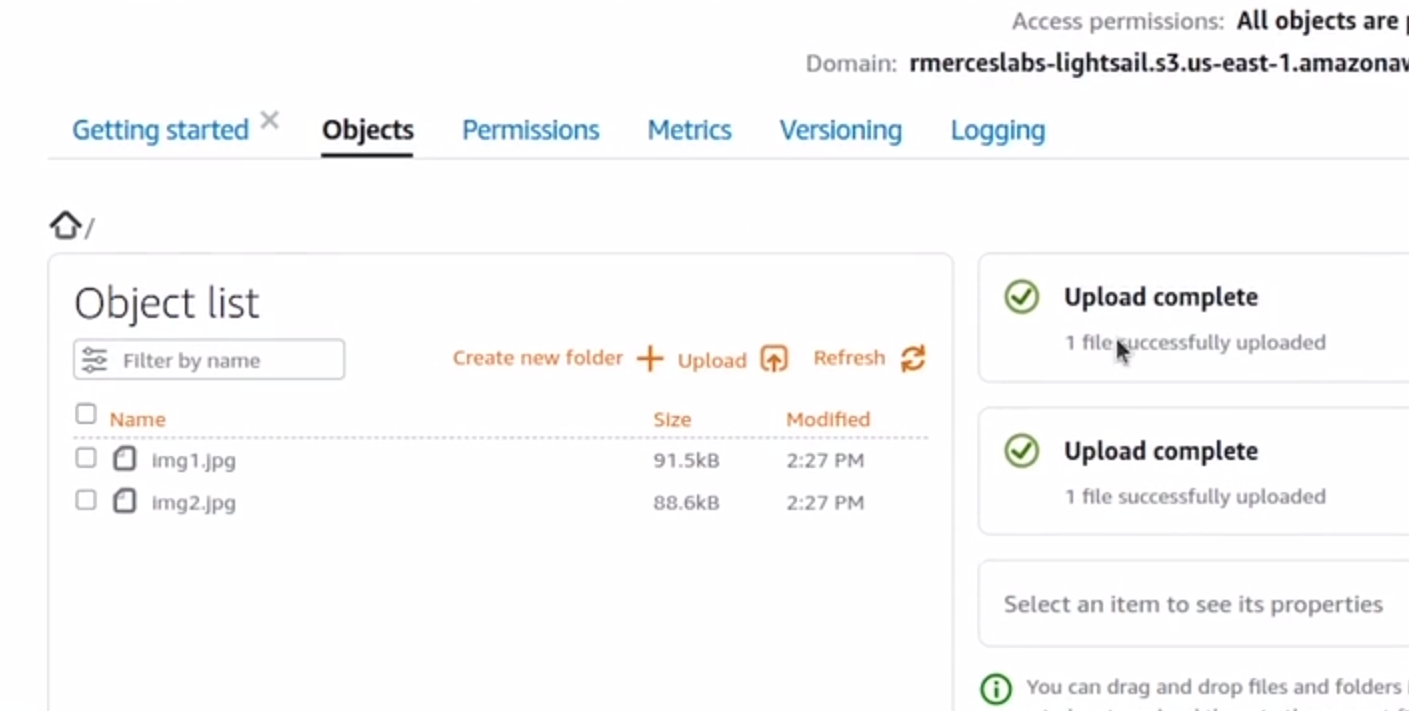 Access permissions: All objects are
Domain: rmerceslabs-lightsail.s3.us-east-1.amazonaw
Getting started × Objects Permissions Metrics Versioning Logging
/
Object list
Filter by name Create new folder + Upload Refresh
Name Size Modified
img1.jpg 91.5kB 2:27 PM
img2.jpg 88.6kB 2:27 PM
Upload complete
1 file successfully uploaded
Upload complete
1 file successfully uploaded
Select an item to see its properties
You can drag and drop files and folders